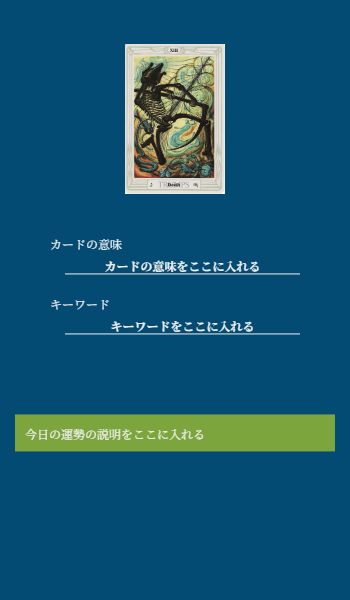 XIII
Death
カードの意味
カードの意味をここに入れる
キーワード
キーワードをここに入れる
今日の運勢の説明をここに入れる